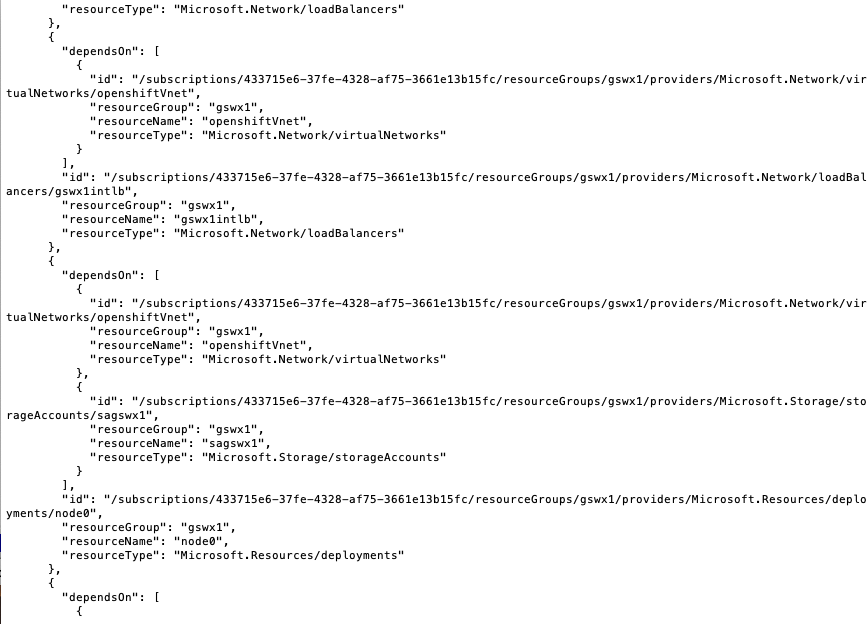 "resourceType": "Microsoft.Network/loadBalancers"
},
{
"dependsOn": [
{
"id": "/subscriptions/433715e6-37fe-4328-af75-3661e13b15fc/resourceGroups/gswx1/providers/Microsoft.Network/vir
tualNetworks/openshiftVnet",
"resourceGroup": "gswx1",
"resourceName": "openshiftVnet",
"resourceType": "Microsoft.Network/virtualNetworks"
}
],
"id": "/subscriptions/433715e6-37fe-4328-af75-3661e13b15fc/resourceGroups/gswx1/providers/Microsoft.Network/loadBal
ancers/gswx1intlb",
"resourceGroup": "gswx1",
"resourceName": "gswx1intlb",
"resourceType": "Microsoft.Network/loadBalancers"
},
{
"dependsOn": [
{
"id": "/subscriptions/433715e6-37fe-4328-af75-3661e13b15fc/resourceGroups/gswx1/providers/Microsoft.Network/vir
tualNetworks/openshiftVnet",
"resourceGroup": "gswx1",
"resourceName": "openshiftVnet",
"resourceType": "Microsoft.Network/virtualNetworks"
},
{
"id": "/subscriptions/433715e6-37fe-4328-af75-3661e13b15fc/resourceGroups/gswx1/providers/Microsoft.Storage/sto
rageAccounts/sagswx1",
"resourceGroup": "gswx1",
"resourceName": "sagswx1",
"resourceType": "Microsoft.Storage/storageAccounts"
}
],
"id": "/subscriptions/433715e6-37fe-4328-af75-3661e13b15fc/resourceGroups/gswx1/providers/Microsoft.Resources/deplo
yments/node0",
"resourceGroup": "gswx1",
"resourceName": "node0",
"resourceType": "Microsoft.Resources/deployments"
},
{
"dependsOn": [
{